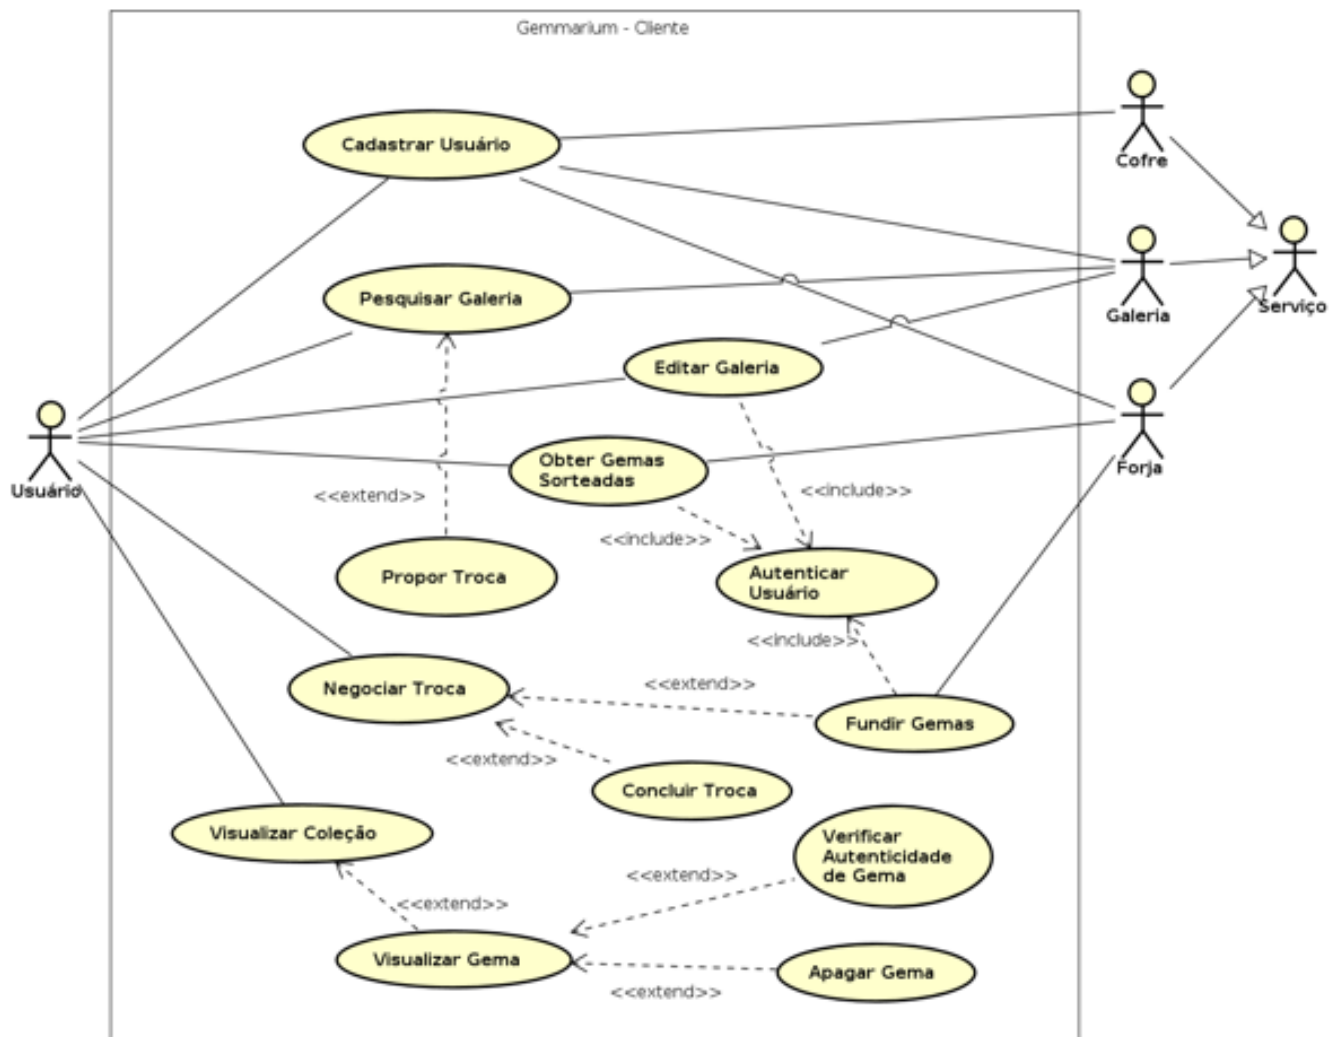 Gemmarium - Cliente
Cadastrar Usuário
Cofre
Pesquisar Galeria
Galeria
Serviço
Editar Galeria
Usuário
Obter Gemas
Sorteadas
Forja
<<extend>>
<<include>>
<<include>>
Propor Troca
Autenticar
Usuário
<<include>>
Negociar Troca
<<extend>>
Fundir Gemas
<<extend>>
Concluir Troca
Visualizar Coleção
Verificar
Autenticidade
de Gema
<<extend>>
<<extend>>
Visualizar Gema
Apagar Gema
<<extend>>